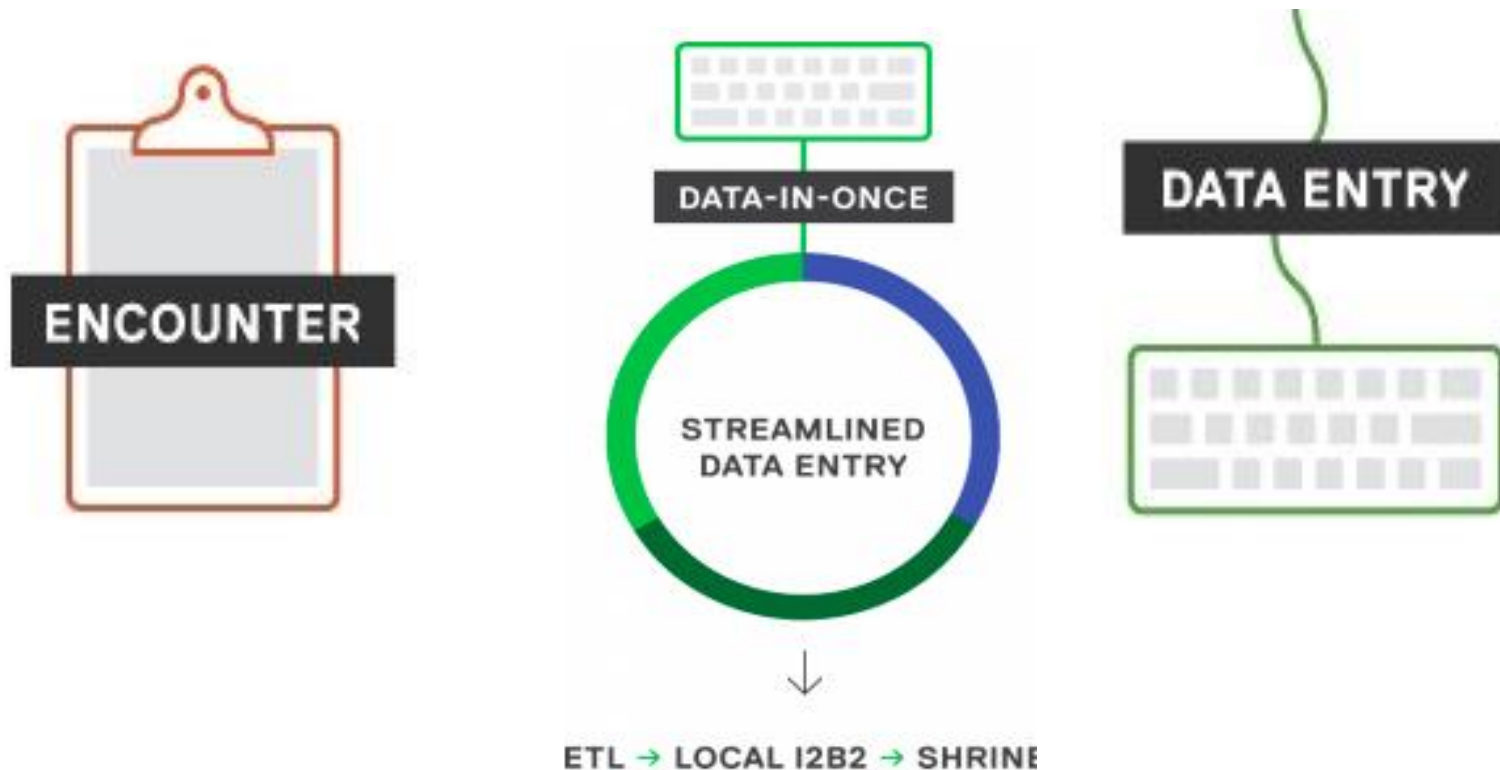 ENCOUNTER
DATA-IN-ONCE
STREAMLINED
DATA ENTRY
ETL → LOCAL I2B2 → SHRINE
DATA ENTRY